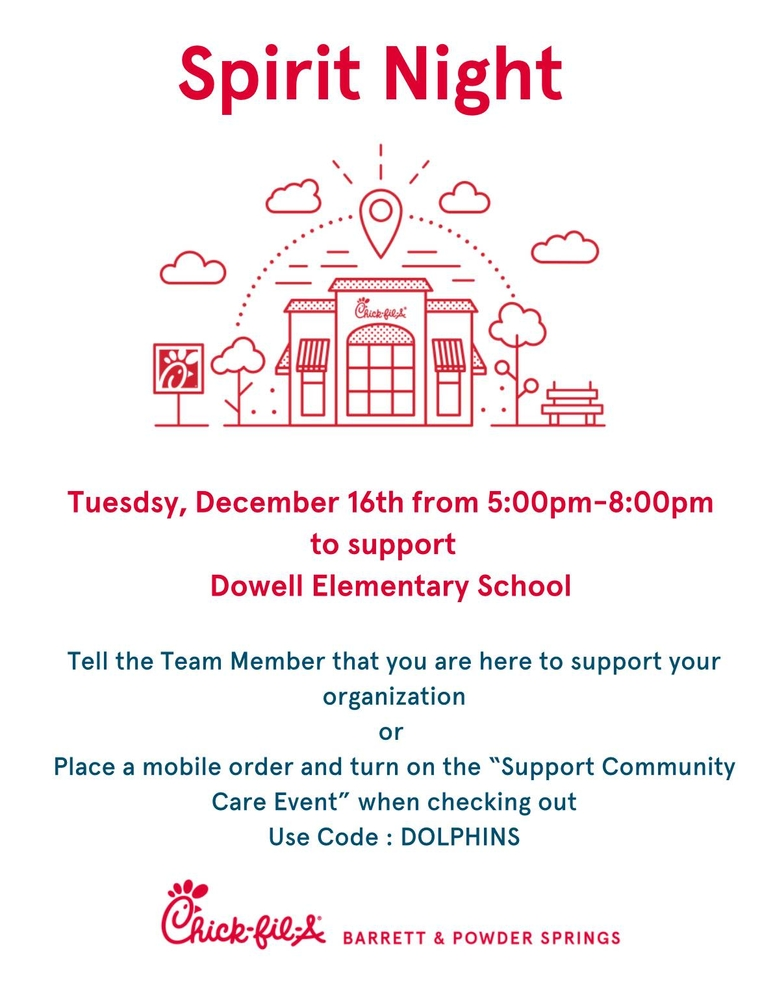 Spirit Night
Chick-fil-A
Tuesdsy, December 16th from 5:00pm-8:00pm
to support
Dowell Elementary School
Tell the Team Member that you are here to support your
organization
or
Place a mobile order and turn on the “Support Community
Care Event” when checking out
Use Code : DOLPHINS
Chick-fil-A® BARRETT & POWDER SPRINGS